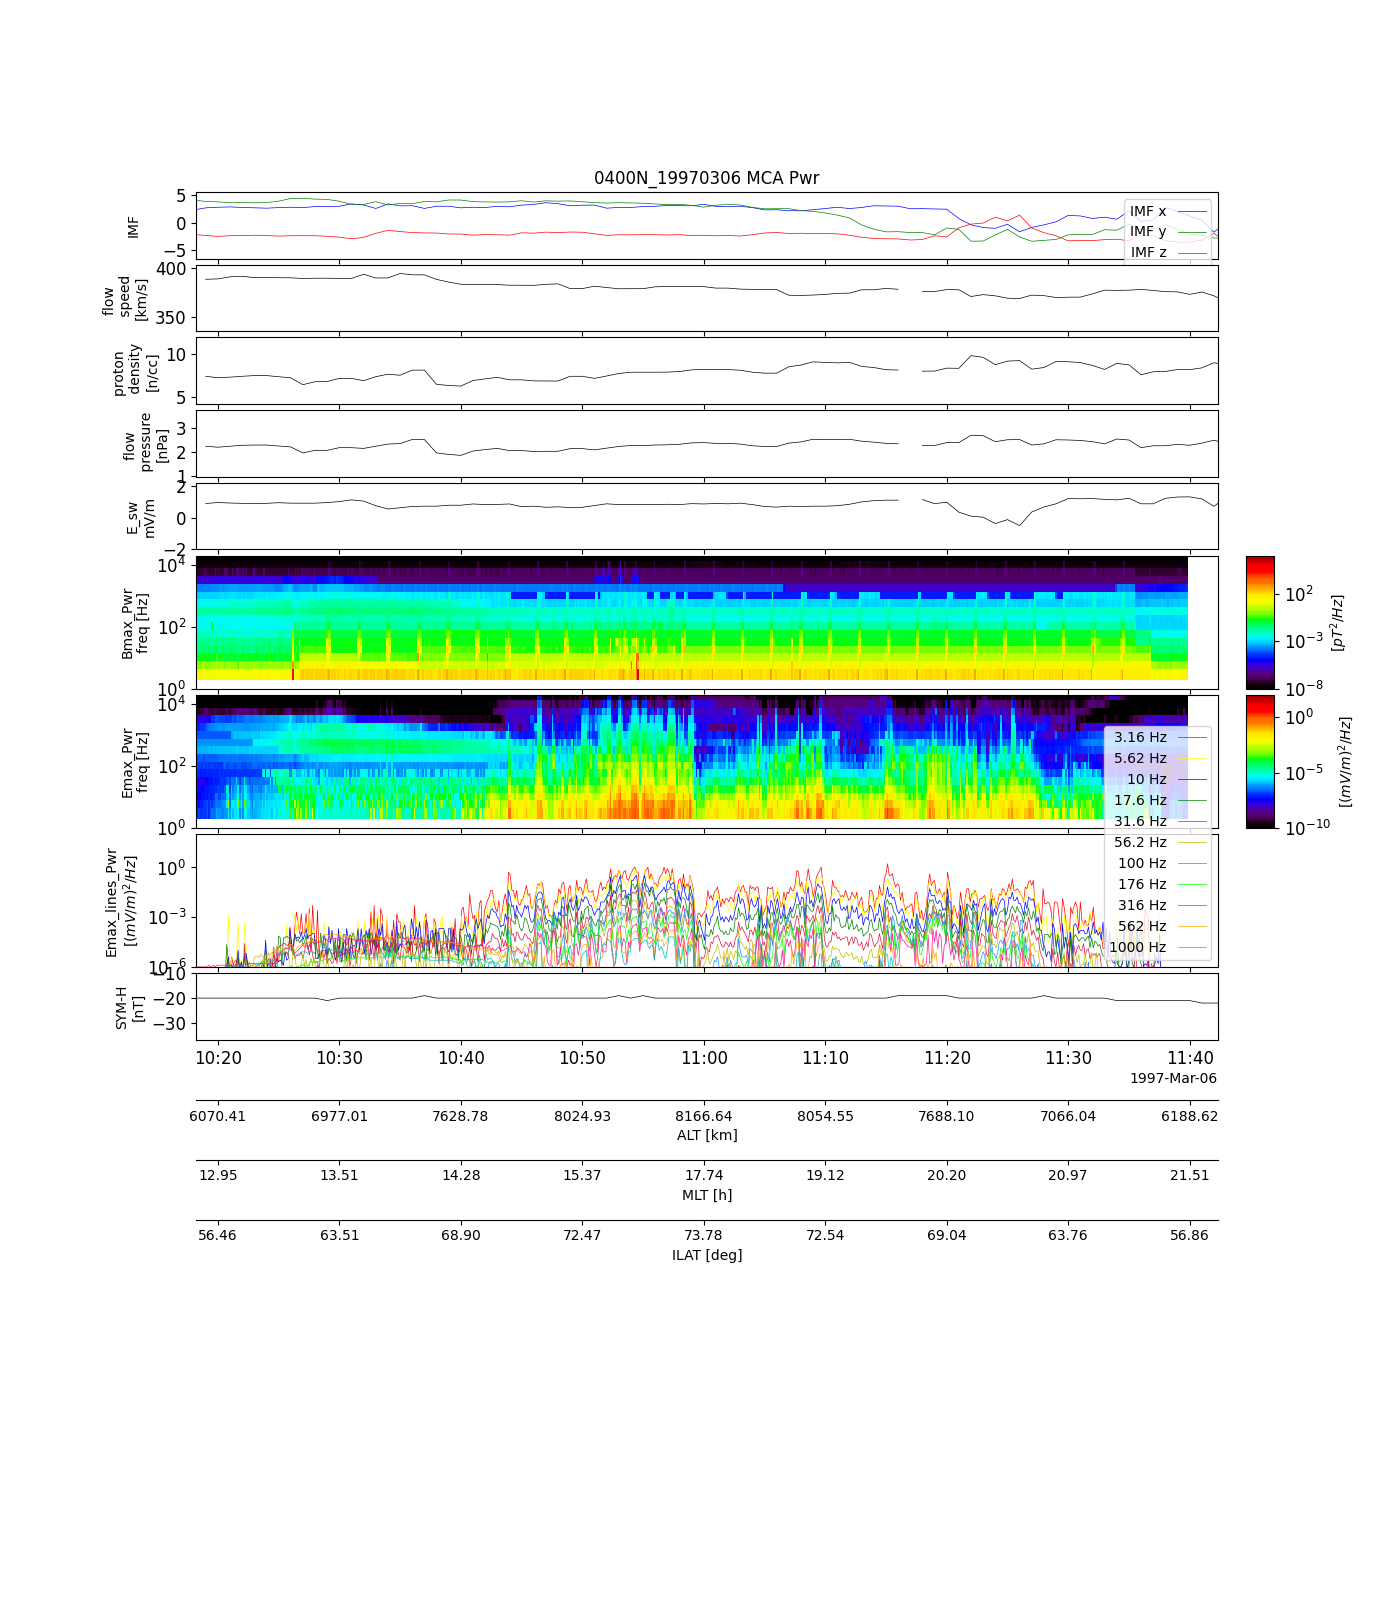 0400N_19970306 MCA Pwr
5
0
−5
IMF
IMF x
IMF y
IMF z
400
350
flow
speed
[km/s]
10
5
proton
density
[n/cc]
3
2
1
flow
pressure
[nPa]
2
0
−2
E_sw
mV/m
10^4
10^2
10^0
Bmax_Pwr
freq [Hz]
10^2
10^−3
10^−8
[pT^2/Hz]
10^4
10^2
10^0
Emax_Pwr
freq [Hz]
10^0
10^−5
10^−10
[(mV/m)^2/Hz]
3.16 Hz
5.62 Hz
10 Hz
17.6 Hz
31.6 Hz
56.2 Hz
100 Hz
176 Hz
316 Hz
562 Hz
1000 Hz
10^0
10^−3
10^−6
Emax_lines_Pwr
[(mV/m)^2/Hz]
−10
−20
−30
SYM-H
[nT]
10:20 10:30 10:40 10:50 11:00 11:10 11:20 11:30 11:40
1997-Mar-06
6070.41 6977.01 7628.78 8024.93 8166.64 8054.55 7688.10 7066.04 6188.62
ALT [km]
12.95 13.51 14.28 15.37 17.74 19.12 20.20 20.97 21.51
MLT [h]
56.46 63.51 68.90 72.47 73.78 72.54 69.04 63.76 56.86
ILAT [deg]